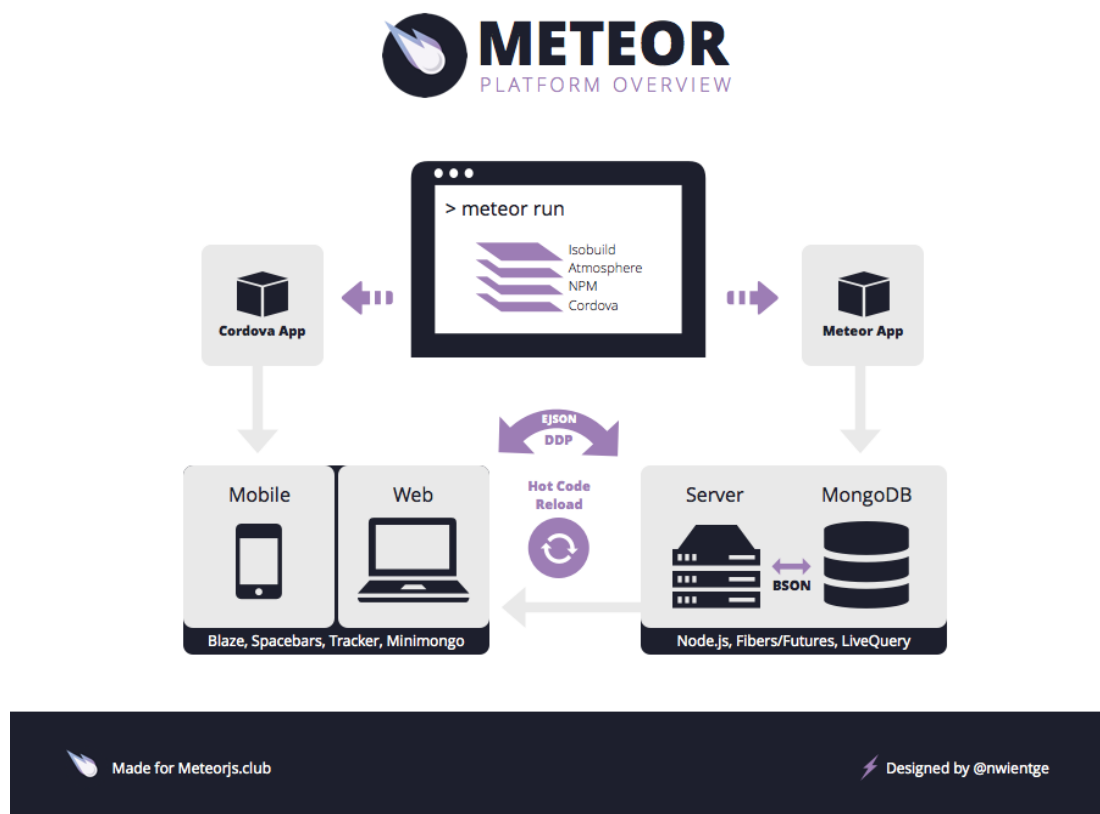 METEOR
PLATFORM OVERVIEW
> meteor run
Isobuild
Atmosphere
NPM
Cordova
Cordova App
Meteor App
EJSON
DDP
Hot Code
Reload
Mobile
Web
Server
MongoDB
BSON
Blaze, Spacebars, Tracker, Minimongo
Node.js, Fibers/Futures, LiveQuery
Made for Meteorjs.club
Designed by @nwientge